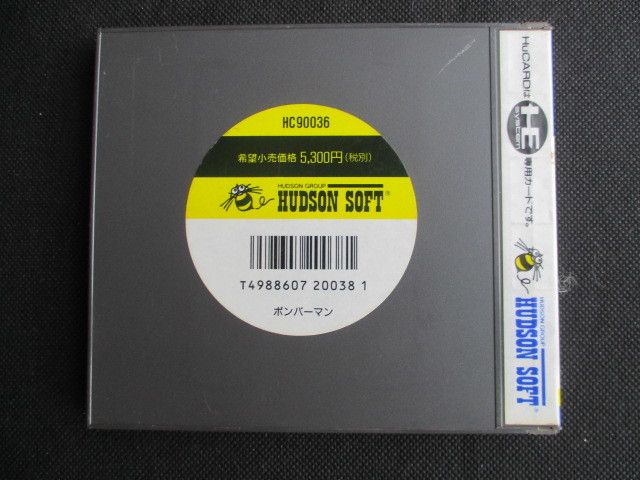 HC90036
希望小売価格 5,300円(税別)
HUDSON GROUP
HUDSON SOFT®
T4988607 20038 1
ボンバーマン
HuCARDは
HE
SYSTEM
専用カードです。
HUDSON GROUP
HUDSON SOFT®